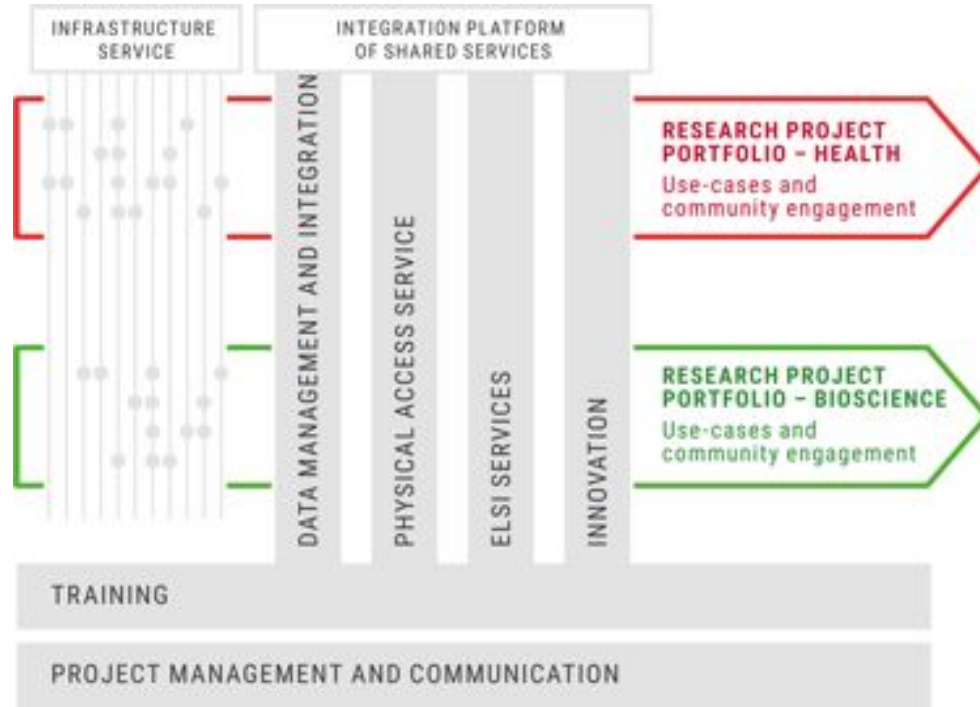 INFRASTRUCTURE
SERVICE
INTEGRATION PLATFORM
OF SHARED SERVICES
DATA MANAGEMENT AND INTEGRATION
PHYSICAL ACCESS SERVICE
ELSI SERVICES
INNOVATION
RESEARCH PROJECT
PORTFOLIO – HEALTH
Use-cases and
community engagement
RESEARCH PROJECT
PORTFOLIO – BIOSCIENCE
Use-cases and
community engagement
TRAINING
PROJECT MANAGEMENT AND COMMUNICATION